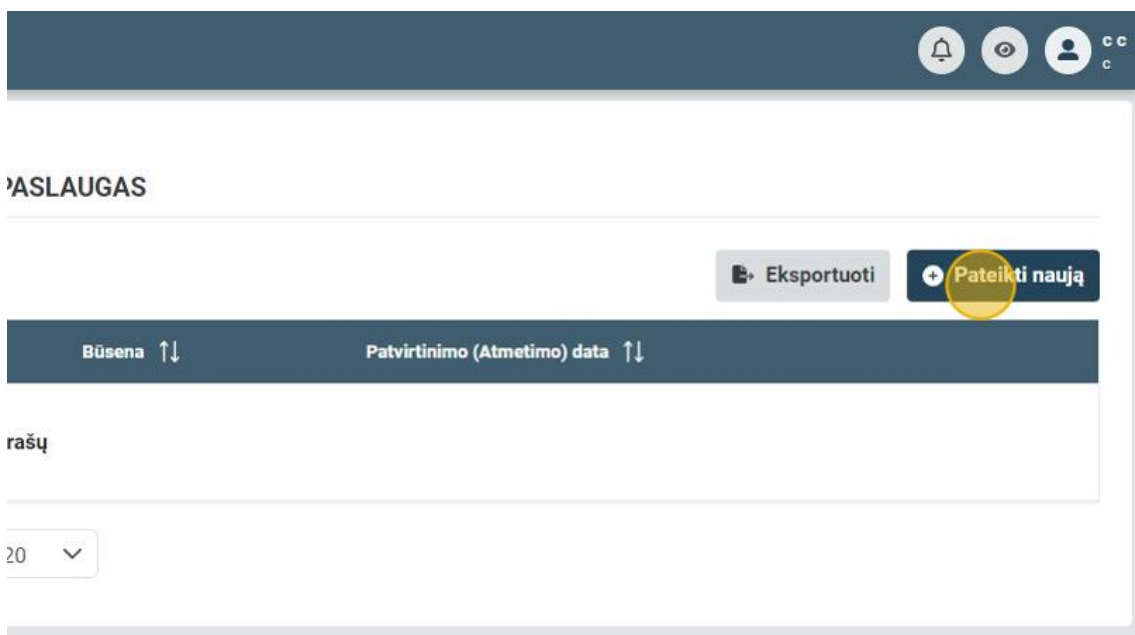 c c
c
PASLAUGAS
Eksportuoti
Pateikti naują
Būsena
Patvirtinimo (Atmetimo) data
rašų
20